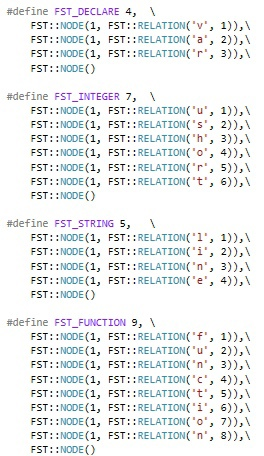 #define FST_DECLARE 4, \
FST::NODE(1, FST::RELATION('v', 1)),\
FST::NODE(1, FST::RELATION('a', 2)),\
FST::NODE(1, FST::RELATION('r', 3)),\
FST::NODE()
#define FST_INTEGER 7, \
FST::NODE(1, FST::RELATION('u', 1)),\
FST::NODE(1, FST::RELATION('s', 2)),\
FST::NODE(1, FST::RELATION('h', 3)),\
FST::NODE(1, FST::RELATION('o', 4)),\
FST::NODE(1, FST::RELATION('r', 5)),\
FST::NODE(1, FST::RELATION('t', 6)),\
FST::NODE()
#define FST_STRING 5, \
FST::NODE(1, FST::RELATION('l', 1)),\
FST::NODE(1, FST::RELATION('i', 2)),\
FST::NODE(1, FST::RELATION('n', 3)),\
FST::NODE(1, FST::RELATION('e', 4)),\
FST::NODE()
#define FST_FUNCTION 9, \
FST::NODE(1, FST::RELATION('f', 1)),\
FST::NODE(1, FST::RELATION('u', 2)),\
FST::NODE(1, FST::RELATION('n', 3)),\
FST::NODE(1, FST::RELATION('c', 4)),\
FST::NODE(1, FST::RELATION('t', 5)),\
FST::NODE(1, FST::RELATION('i', 6)),\
FST::NODE(1, FST::RELATION('o', 7)),\
FST::NODE(1, FST::RELATION('n', 8)),\
FST::NODE()